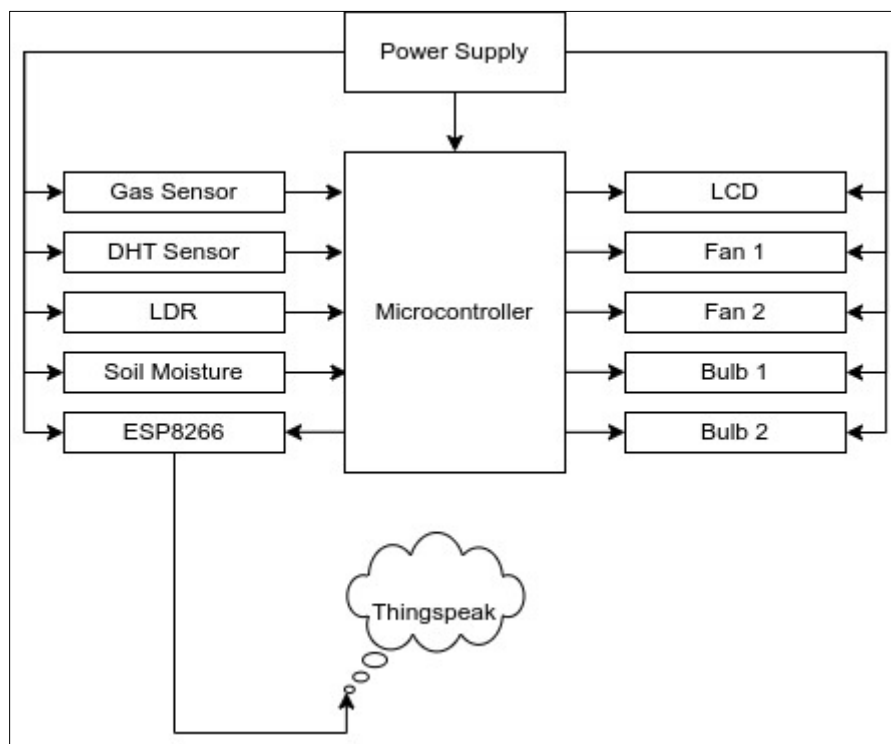 Power Supply
Gas Sensor
DHT Sensor
LDR
Soil Moisture
ESP8266
Microcontroller
LCD
Fan 1
Fan 2
Bulb 1
Bulb 2
Thingspeak